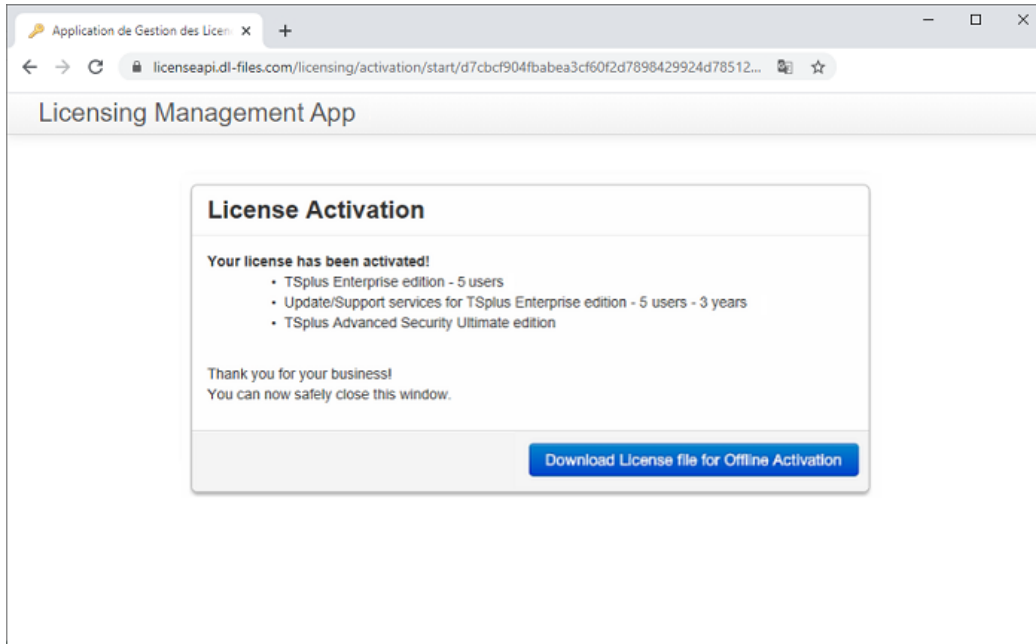 Application de Gestion des Licen
licenseapi.dl-files.com/licensing/activation/start/d7cbcf904fbabea3cf60f2d7898429924d78512...
Licensing Management App
License Activation
Your license has been activated!
• TSplus Enterprise edition - 5 users
• Update/Support services for TSplus Enterprise edition - 5 users - 3 years
• TSplus Advanced Security Ultimate edition
Thank you for your business!
You can now safely close this window.
Download License file for Offline Activation